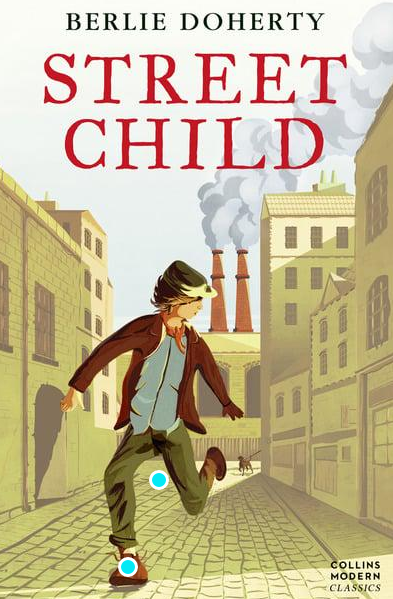 BERLIE DOHERTY
STREET
CHILD
COLLINS
MODERN
CLASSICS